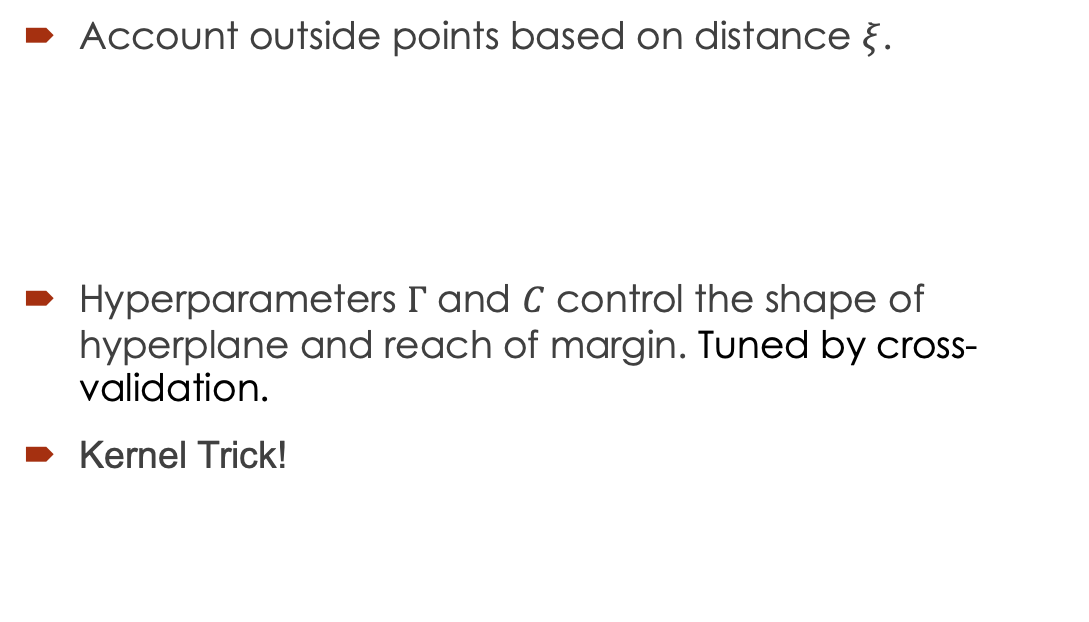 Account outside points based on distance ξ.
Hyperparameters Γ and C control the shape of
hyperplane and reach of margin. Tuned by cross-
validation.
Kernel Trick!